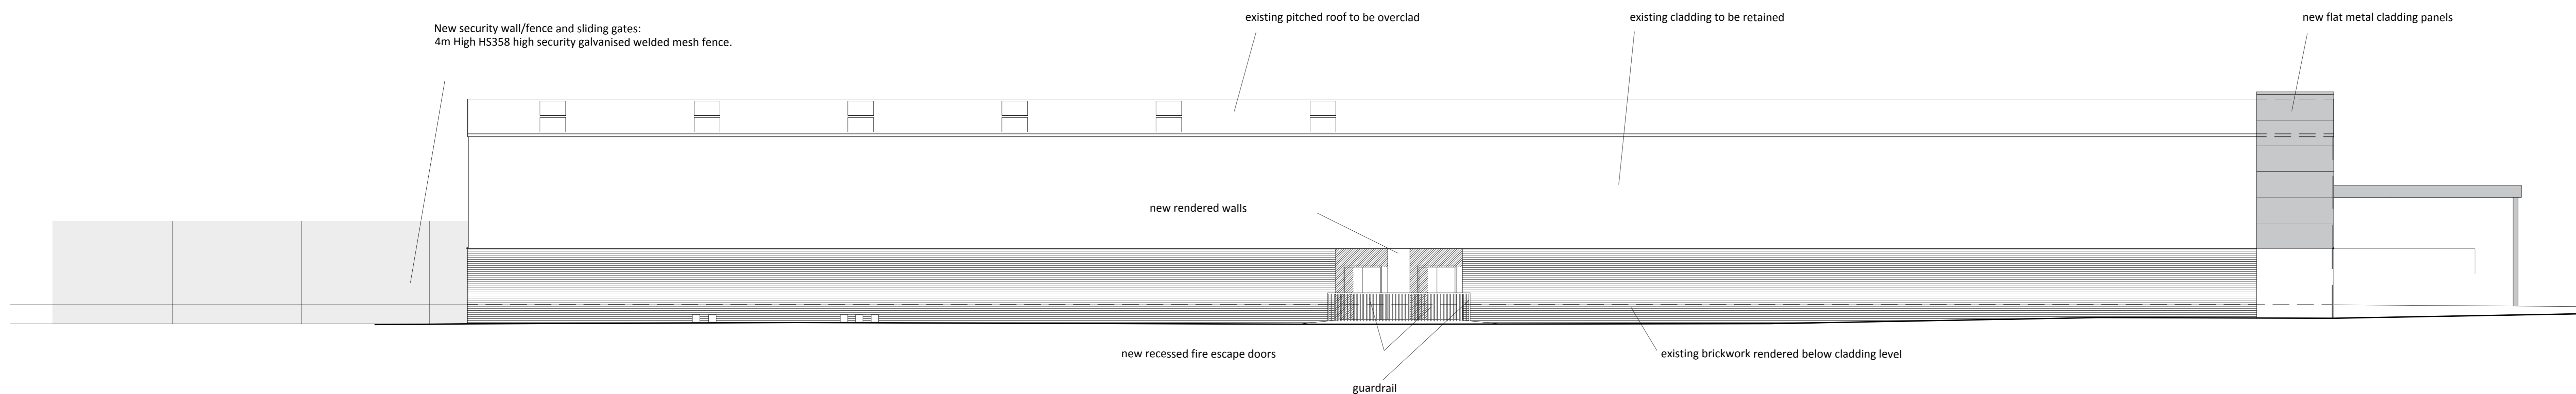 New security wall/fence and sliding gates:
4m High HS358 high security galvanised welded mesh fence.
existing pitched roof to be overclad
existing cladding to be retained
new flat metal cladding panels
new rendered walls
new recessed fire escape doors
existing brickwork rendered below cladding level
guardrail